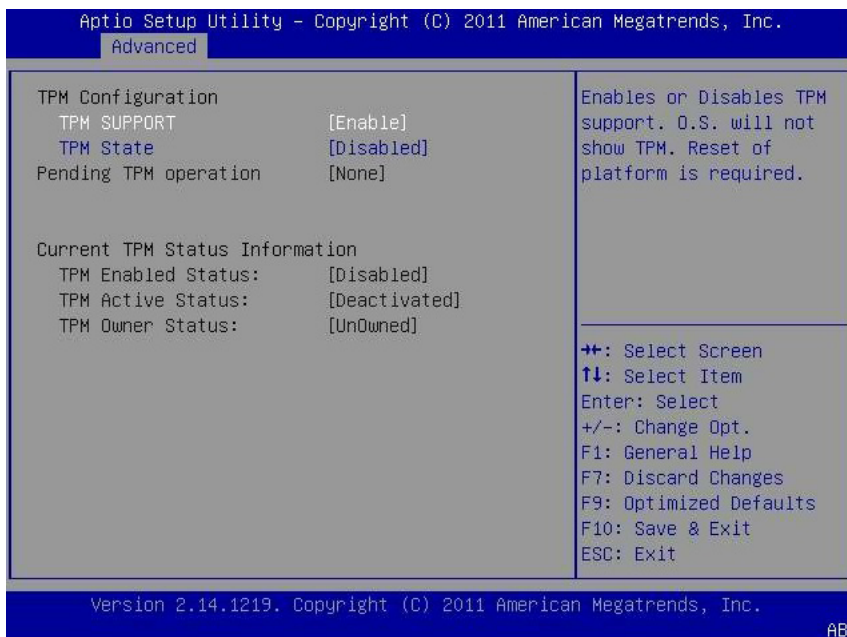 Aptio Setup Utility – Copyright (C) 2011 American Megatrends, Inc.
Advanced
TPM Configuration
TPM SUPPORT [Enable]
TPM State [Disabled]
Pending TPM operation [None]
Current TPM Status Information
TPM Enabled Status: [Disabled]
TPM Active Status: [Deactivated]
TPM Owner Status: [UnOwned]
Enables or Disables TPM
support. O.S. will not
show TPM. Reset of
platform is required.
→←: Select Screen
↑↓: Select Item
Enter: Select
+/-: Change Opt.
F1: General Help
F7: Discard Changes
F9: Optimized Defaults
F10: Save & Exit
ESC: Exit
Version 2.14.1219. Copyright (C) 2011 American Megatrends, Inc.
AB